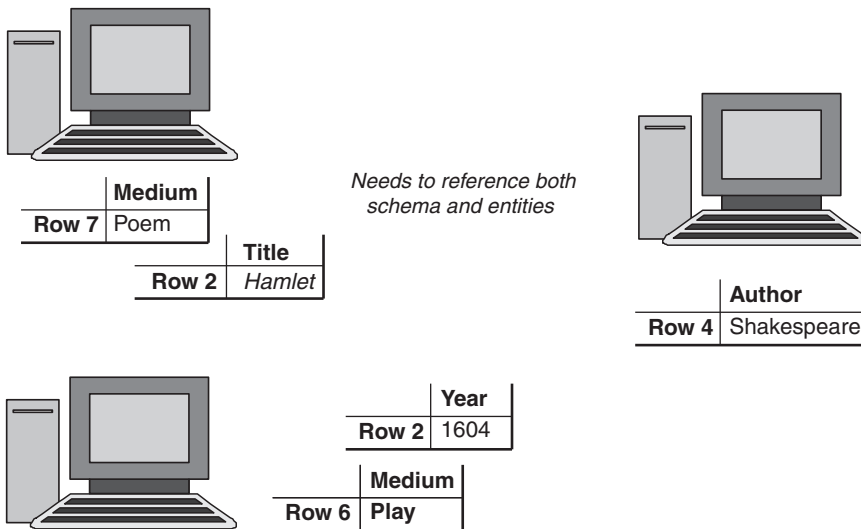 Medium
Row 7 Poem
Title
Row 2 Hamlet
Needs to reference both
schema and entities
Author
Row 4 Shakespeare
Year
Row 2 1604
Medium
Row 6 Play